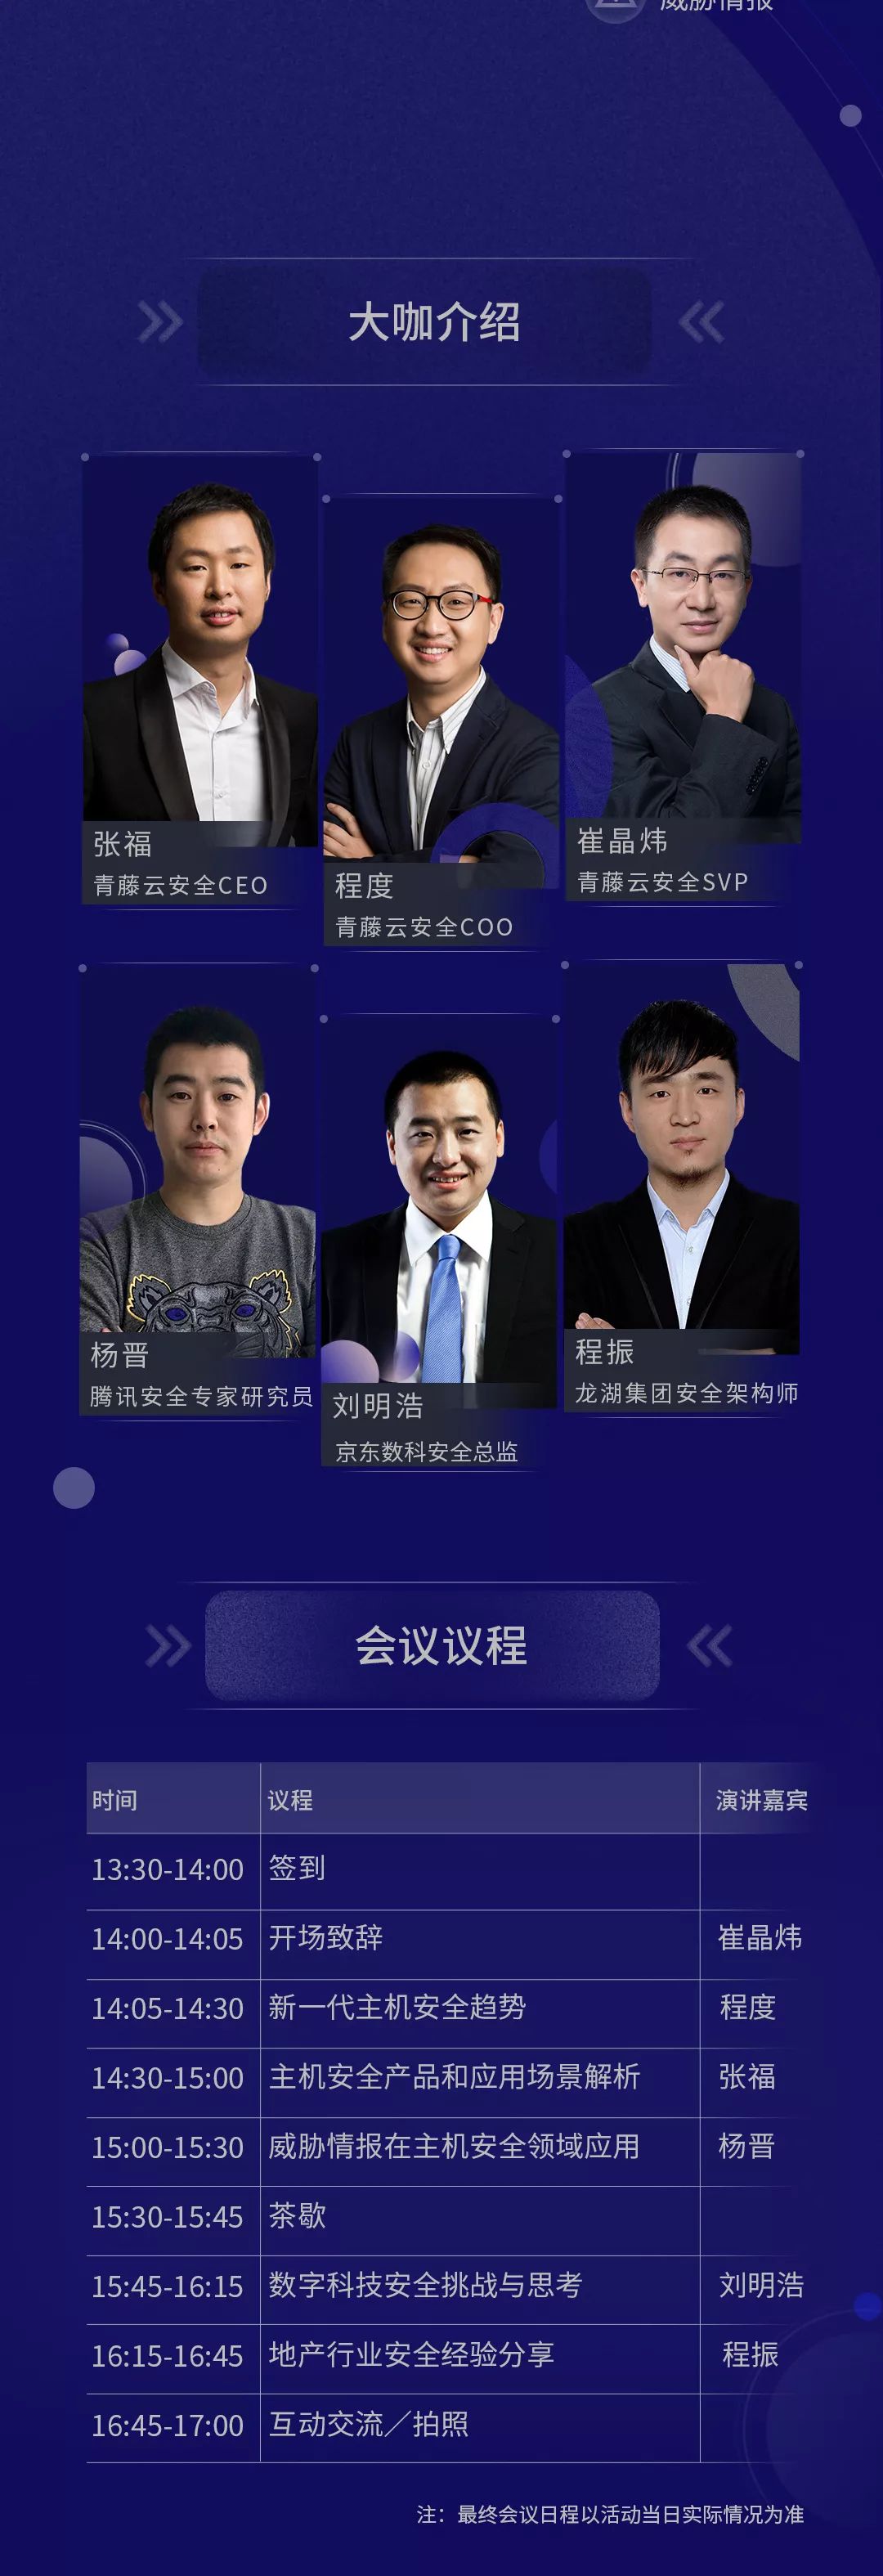 威胁情报
大咖介绍
张福
青藤云安全CEO
程度
青藤云安全COO
崔晶炜
青藤云安全SVP
杨晋
腾讯安全专家研究员
刘明浩
京东数科安全总监
程振
龙湖集团安全架构师
会议议程
时间 议程 演讲嘉宾
13:30-14:00 签到
14:00-14:05 开场致辞 崔晶炜
14:05-14:30 新一代主机安全趋势 程度
14:30-15:00 主机安全产品和应用场景解析 张福
15:00-15:30 威胁情报在主机安全领域应用 杨晋
15:30-15:45 茶歇
15:45-16:15 数字科技安全挑战与思考 刘明浩
16:15-16:45 地产行业安全经验分享 程振
16:45-17:00 互动交流／拍照
注：最终会议日程以活动当日实际情况为准